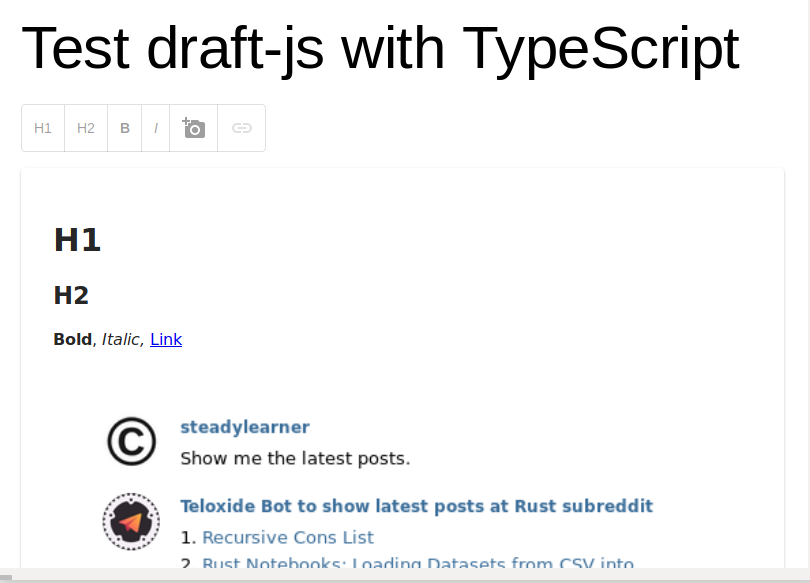 Test draft-js with TypeScript
H1 H2 B I
H1
H2
Bold, Italic, Link
©
steadylearner
Show me the latest posts.
Teloxide Bot to show latest posts at Rust subreddit
1. Recursive Cons List
2. Rust Notebooks: Loading Datasets from CSV into